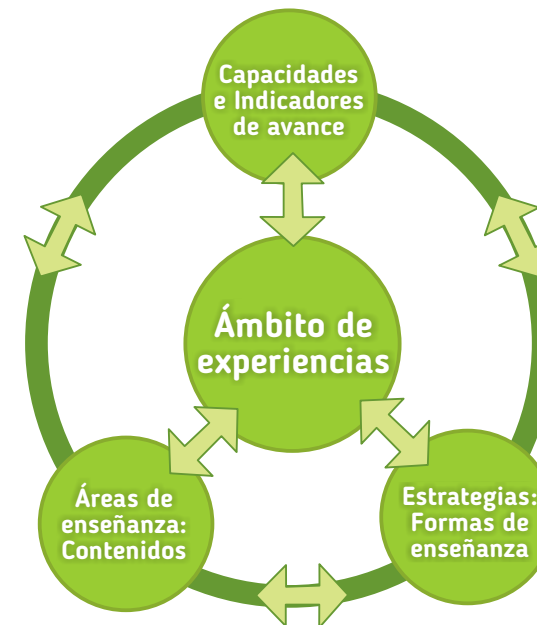 Capacidades
e Indicadores
de avance
Ámbito de
experiencias
Áreas de
enseñanza:
Contenidos
Estrategias:
Formas de
enseñanza